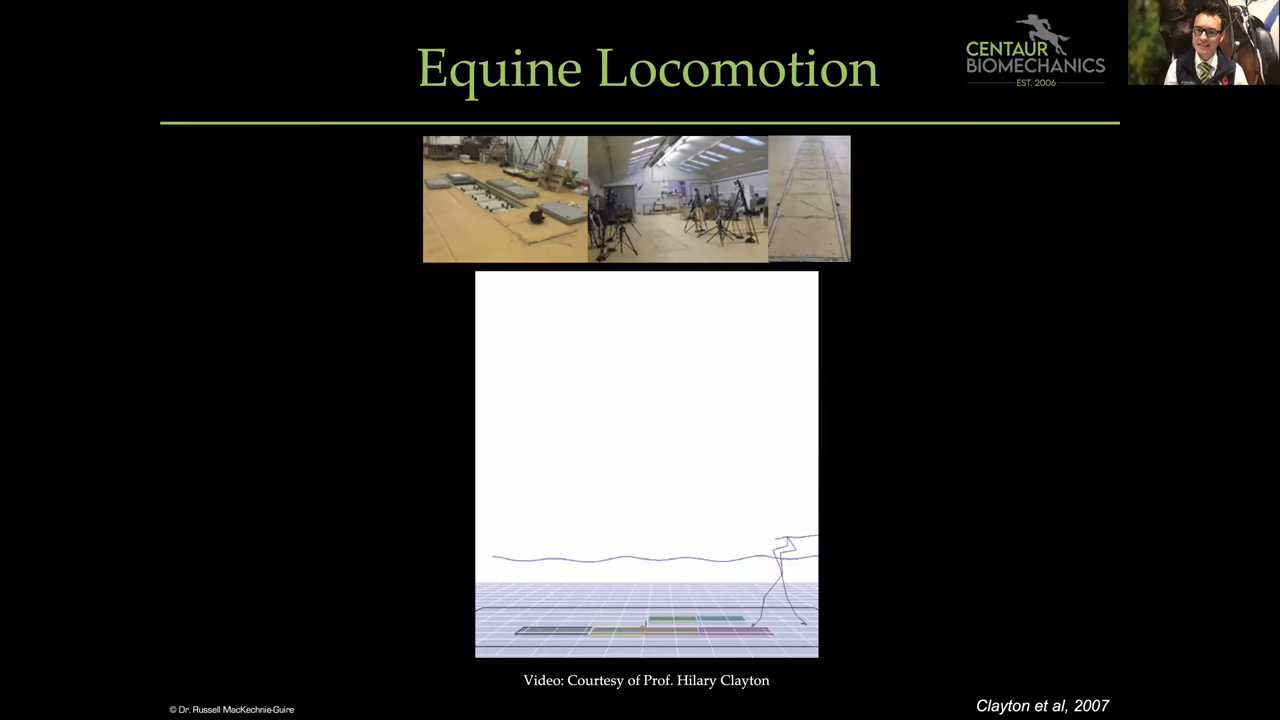 Equine Locomotion
CENTAUR
BIOMECHANICS
EST. 2006
Video: Courtesy of Prof. Hilary Clayton
© Dr. Russell MacKechnie-Guire
Clayton et al, 2007